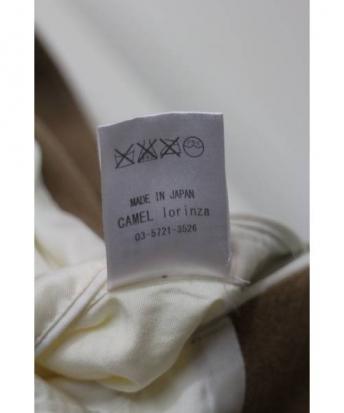 MADE IN JAPAN
CAMEL lorinza
03-5721-3526